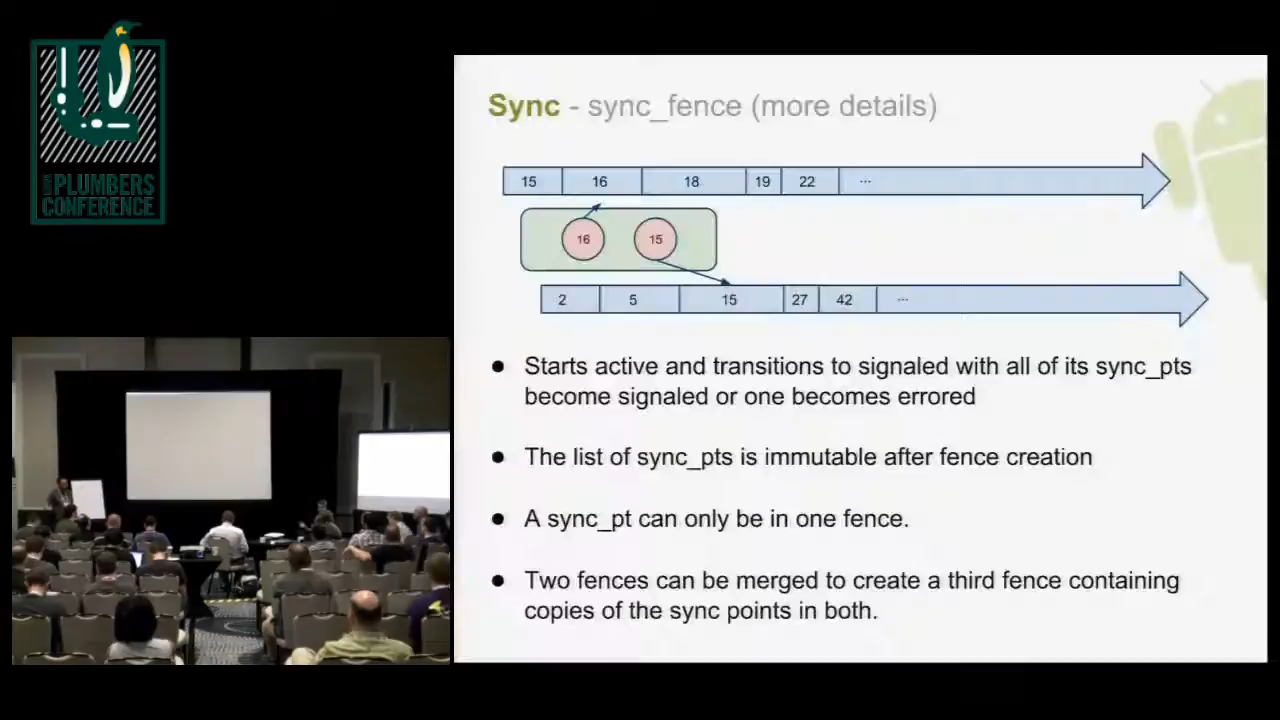 PLUMBERS
CONFERENCE
Sync - sync_fence (more details)
15 16 18 19 22 ...
16 15
2 5 15 27 42 ...
● Starts active and transitions to signaled with all of its sync_pts
become signaled or one becomes errored
● The list of sync_pts is immutable after fence creation
● A sync_pt can only be in one fence.
● Two fences can be merged to create a third fence containing
copies of the sync points in both.